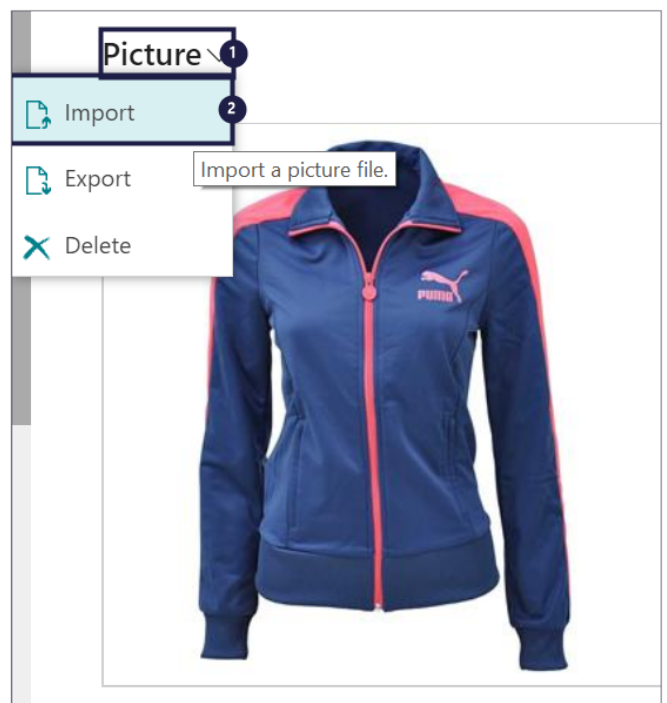 Picture 1
Import 2
Import a picture file.
Export
Delete
PUMA